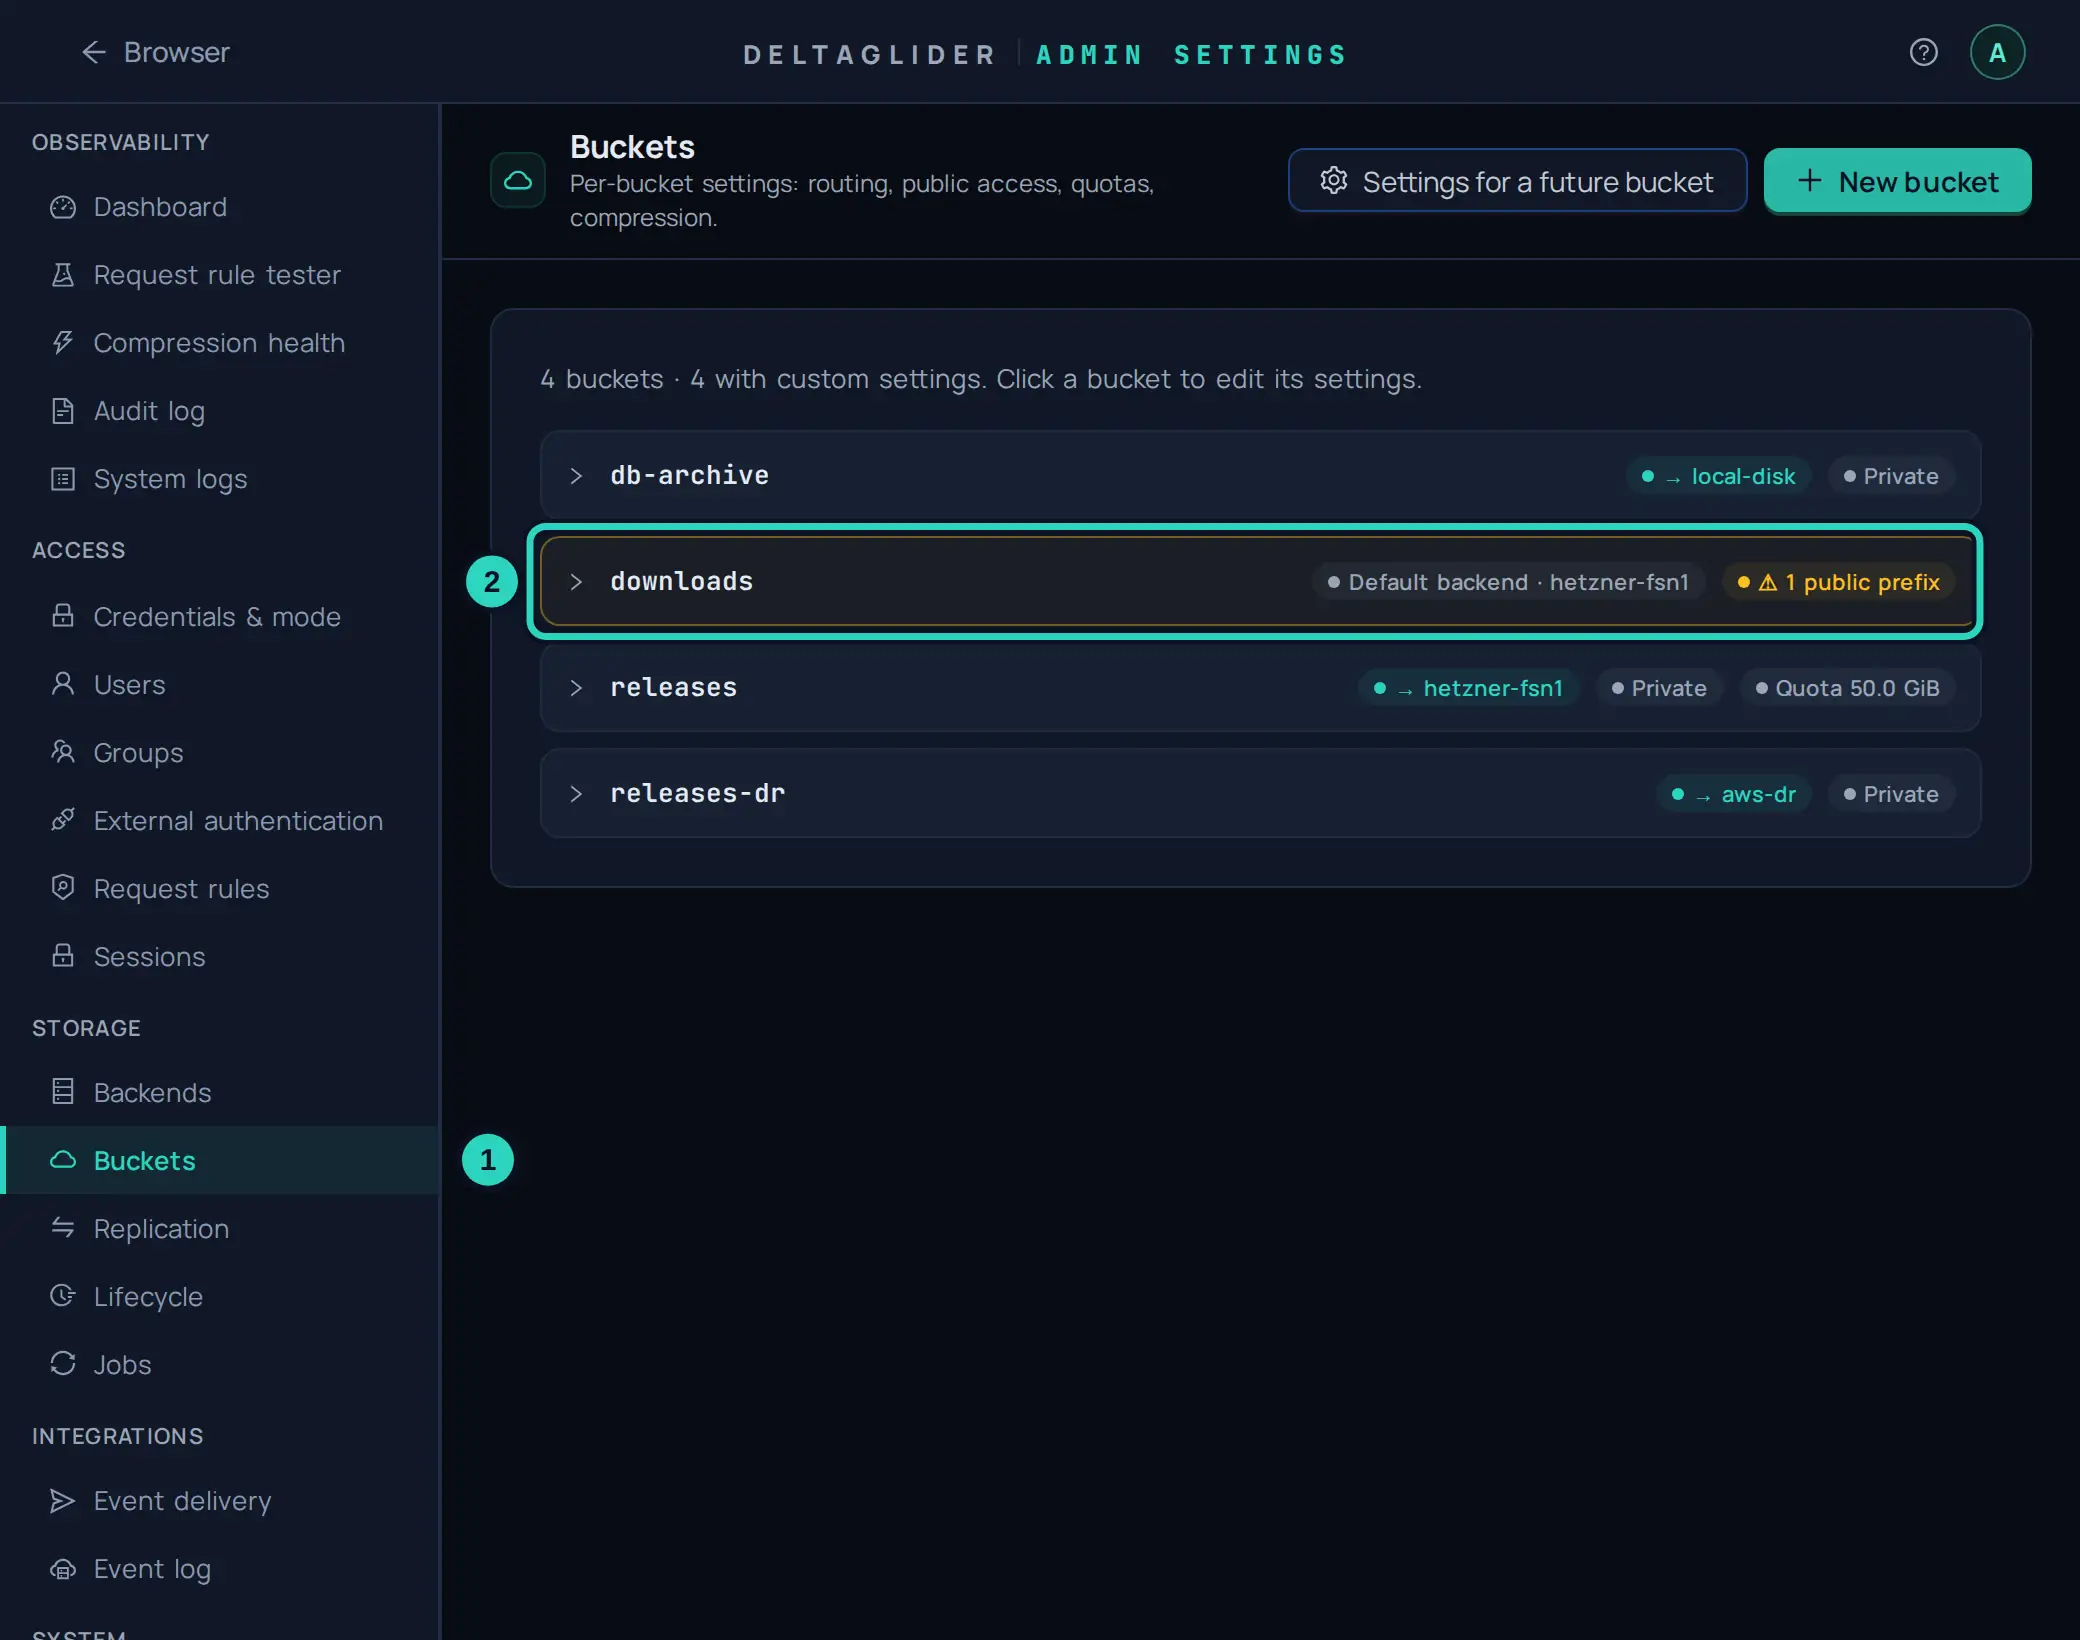 Browser
DELTAGLIDER ADMIN SETTINGS
A
OBSERVABILITY
Dashboard
Request rule tester
Compression health
Audit log
System logs
ACCESS
Credentials & mode
Users
Groups
External authentication
Request rules
Sessions
STORAGE
Backends
Buckets
Replication
Lifecycle
Jobs
INTEGRATIONS
Event delivery
Event log
SYSTEM
Buckets
Per-bucket settings: routing, public access, quotas,
compression.
Settings for a future bucket
New bucket
4 buckets · 4 with custom settings. Click a bucket to edit its settings.
db-archive → local-disk Private
2 downloads Default backend · hetzner-fsn1 ⚠ 1 public prefix
releases → hetzner-fsn1 Private Quota 50.0 GiB
releases-dr → aws-dr Private
1